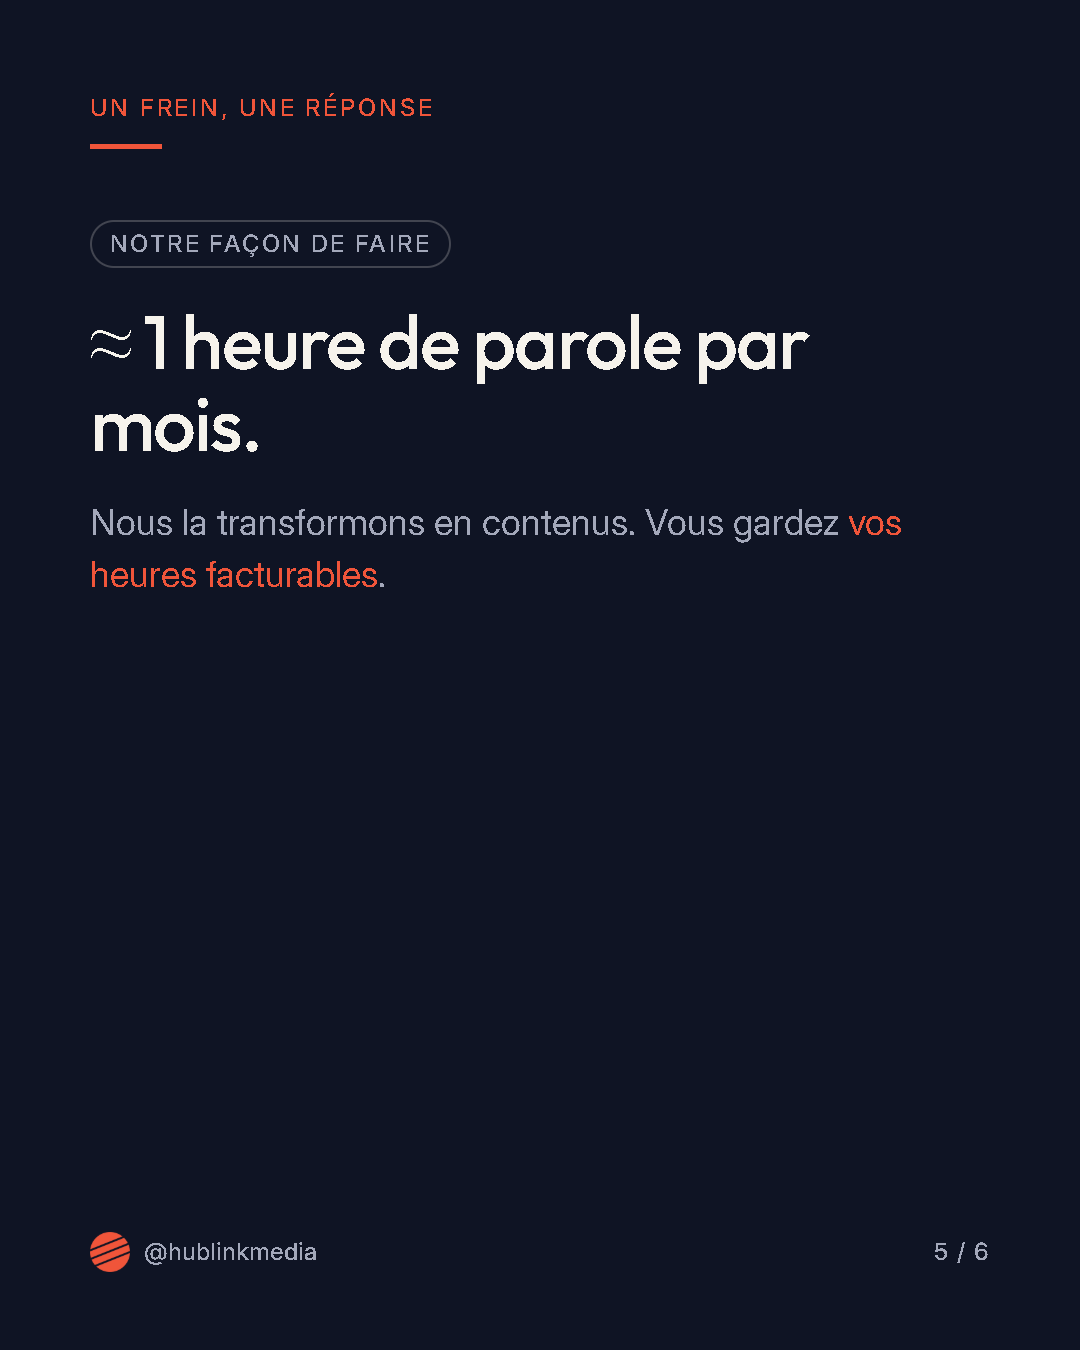 UN FREIN, UNE RÉPONSE
NOTRE FAÇON DE FAIRE
≈ 1 heure de parole par
mois.
Nous la transformons en contenus. Vous gardez vos
heures facturables.
@hublinkmedia
5 / 6